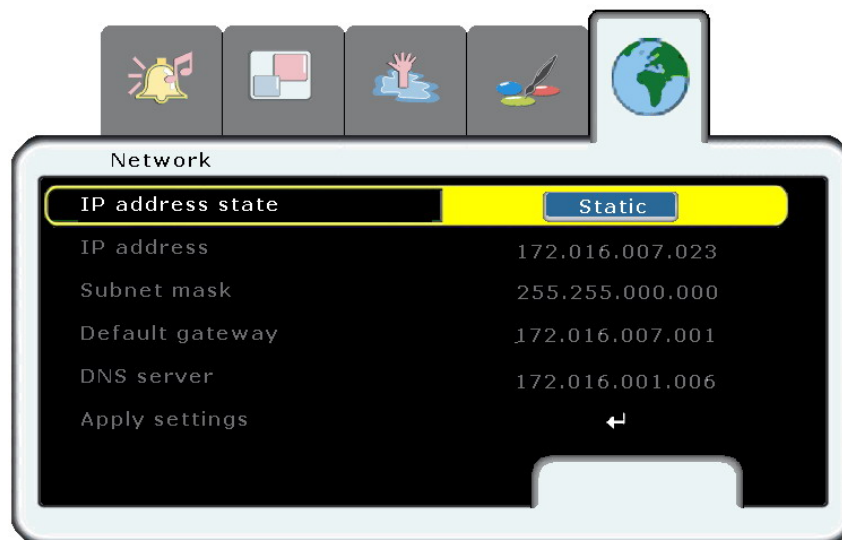 Network
IP address state Static
IP address 172.016.007.023
Subnet mask 255.255.000.000
Default gateway 172.016.007.001
DNS server 172.016.001.006
Apply settings